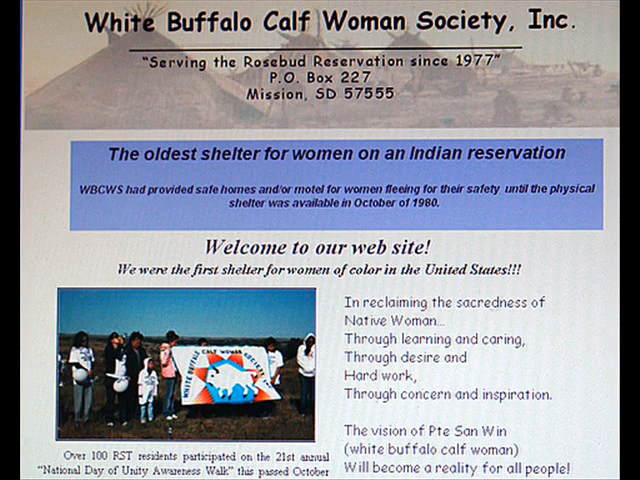 White Buffalo Calf Woman Society, Inc.
"Serving the Rosebud Reservation since 1977"
P.O. Box 227
Mission, SD 57555
The oldest shelter for women on an Indian reservation
WBCWS had provided safe homes and/or motel for women fleeing for their safety until the physical
shelter was available in October of 1980.
Welcome to our web site!
We were the first shelter for women of color in the United States!!!
WHITE BUFFALO CALF WOMAN SOCIETY
In reclaiming the sacredness of
Native Woman...
Through learning and caring,
Through desire and
Hard work,
Through concern and inspiration.
The vision of Pte San Win
(white buffalo calf woman)
Will become a reality for all people!
Over 100 RST residents participated on the 21st annual
"National Day of Unity Awareness Walk" this passed October